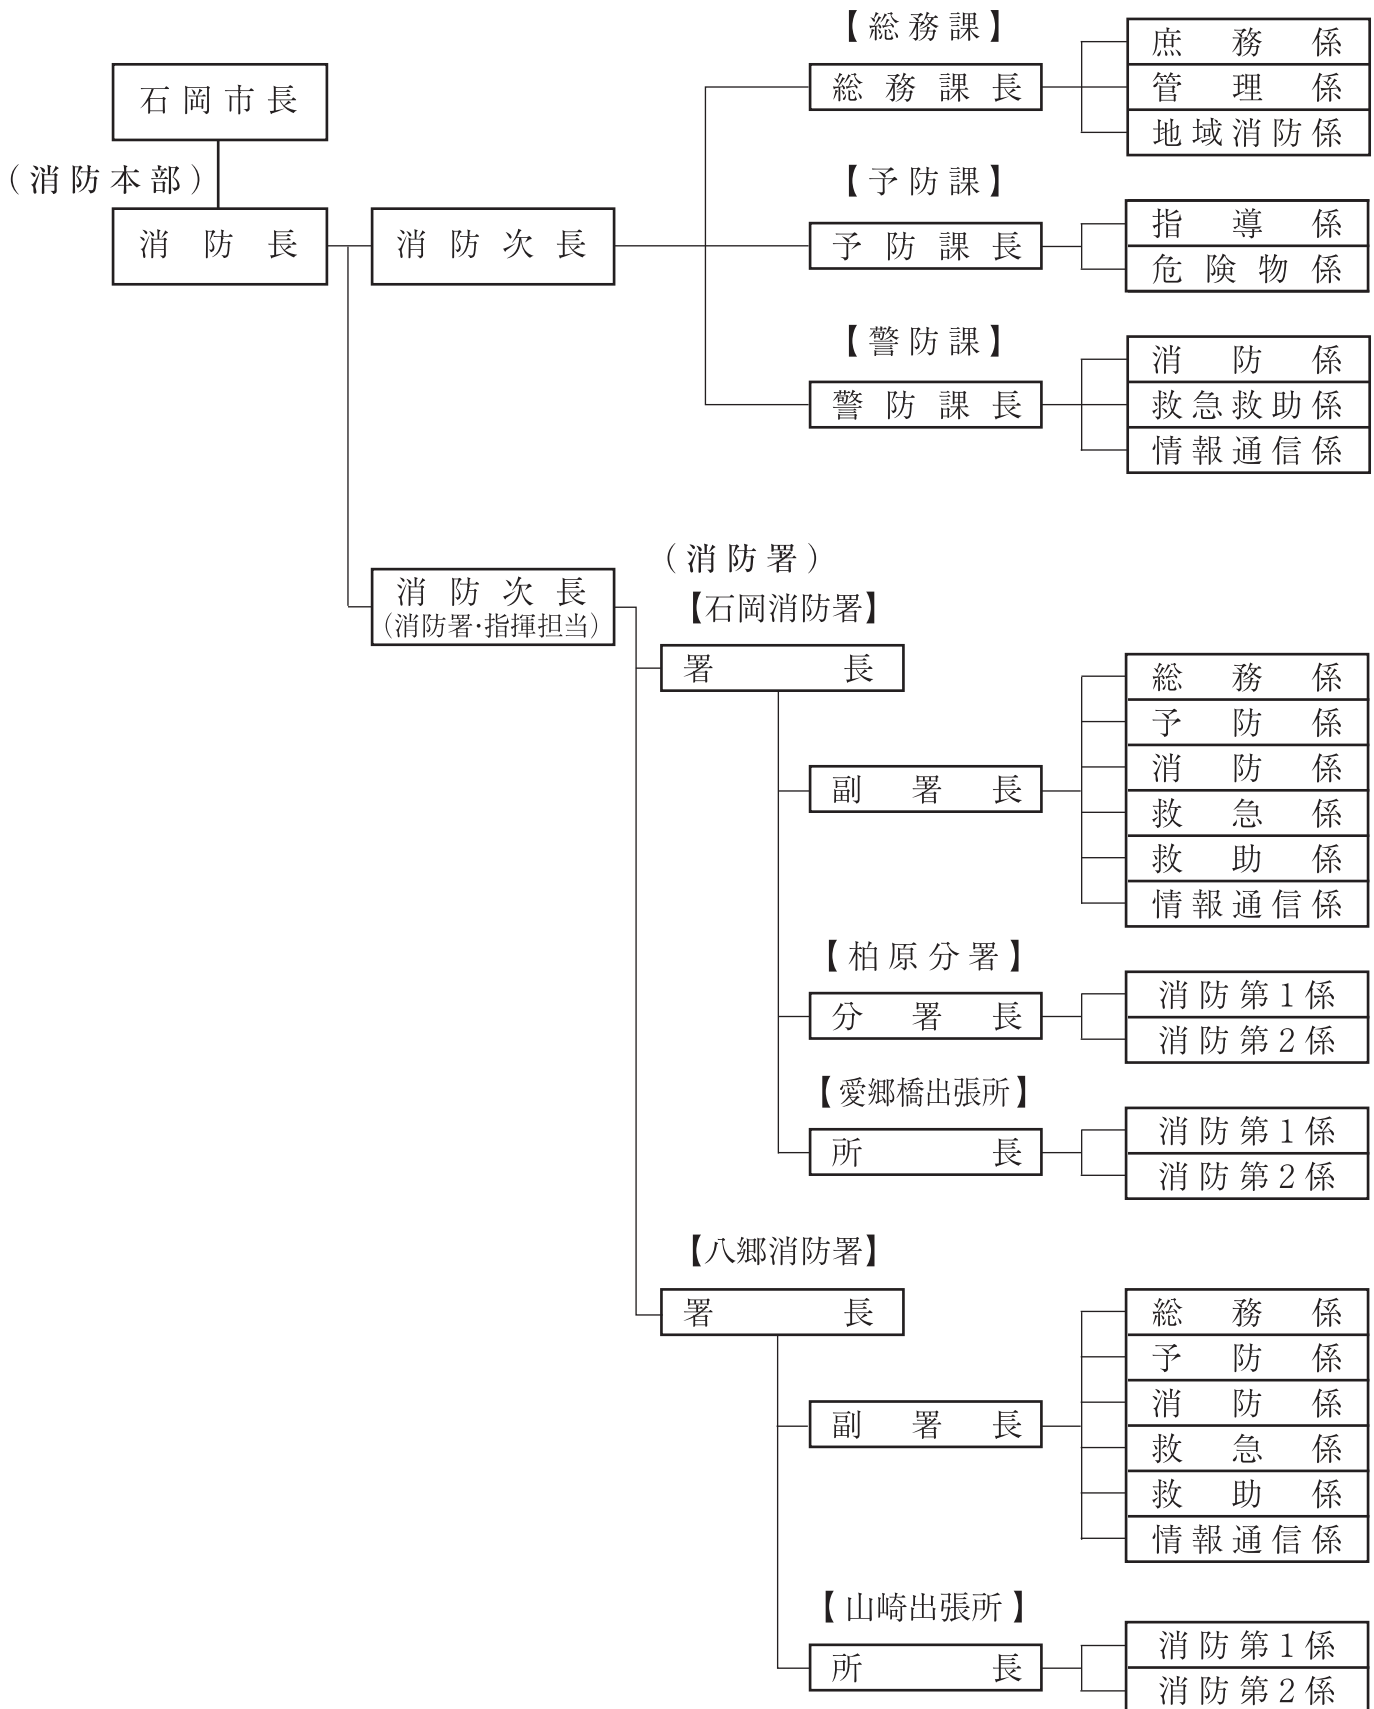 石岡市長
(消防本部)
消防長
消防次長
【総務課】
総務課長
庶務係
管理係
地域消防係
【予防課】
予防課長
指導係
危険物係
【警防課】
警防課長
消防係
救急救助係
情報通信係
消防次長
(消防署・指揮担当)
(消防署)
【石岡消防署】
署長
副署長
総務係
予防係
消防係
救急係
救助係
情報通信係
【柏原分署】
分署長
消防第1係
消防第2係
【愛郷橋出張所】
所長
消防第1係
消防第2係
【八郷消防署】
署長
副署長
総務係
予防係
消防係
救急係
救助係
情報通信係
【山崎出張所】
所長
消防第1係
消防第2係